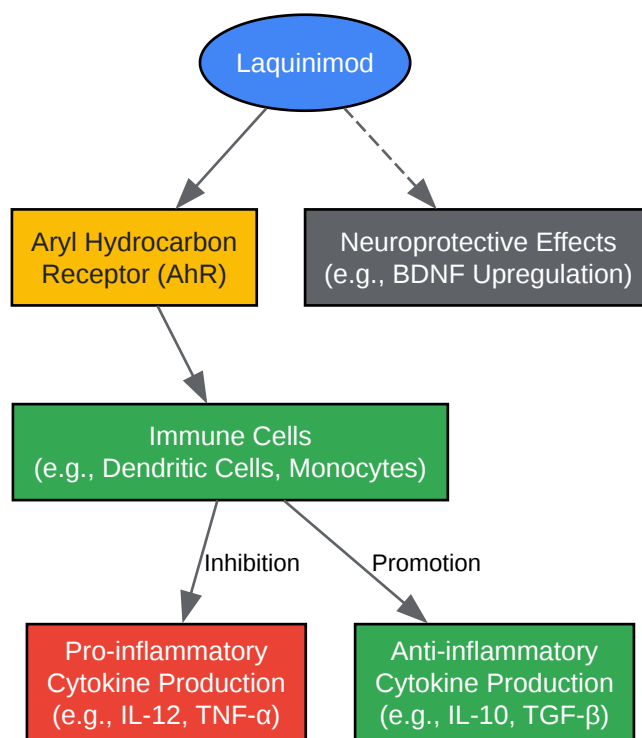 Laquinimod
Aryl Hydrocarbon
Receptor (AhR)
Neuroprotective Effects
(e.g., BDNF Upregulation)
Immune Cells
(e.g., Dendritic Cells, Monocytes)
Inhibition
Promotion
Pro-inflammatory
Cytokine Production
(e.g., IL-12, TNF-α)
Anti-inflammatory
Cytokine Production
(e.g., IL-10, TGF-β)